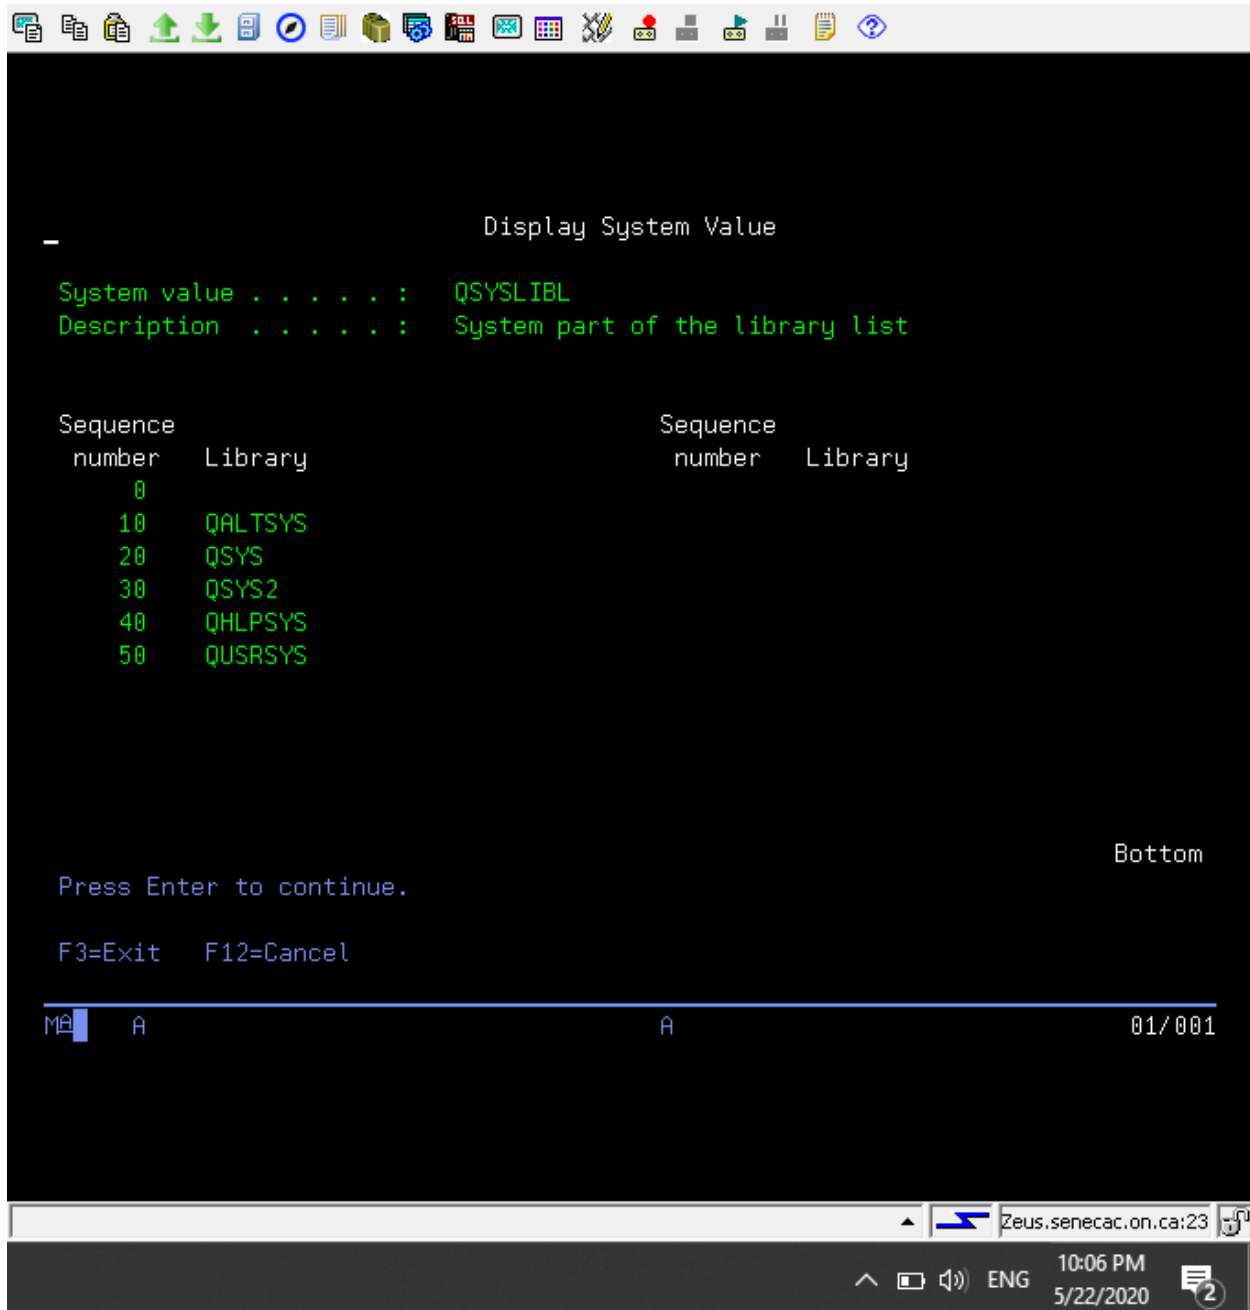 Display System Value
System value . . . . . :   QSYSLIBL
Description  . . . . . :   System part of the library list
Sequence                                 Sequence
number   Library                         number   Library
0
10    QALTSYS
20    QSYS
30    QSYS2
40    QHLPSYS
50    QUSRSYS
Bottom
Press Enter to continue.
F3=Exit   F12=Cancel
MA    A    A    01/001
Zeus.senecac.on.ca:23
ENG   10:06 PM
5/22/2020   2